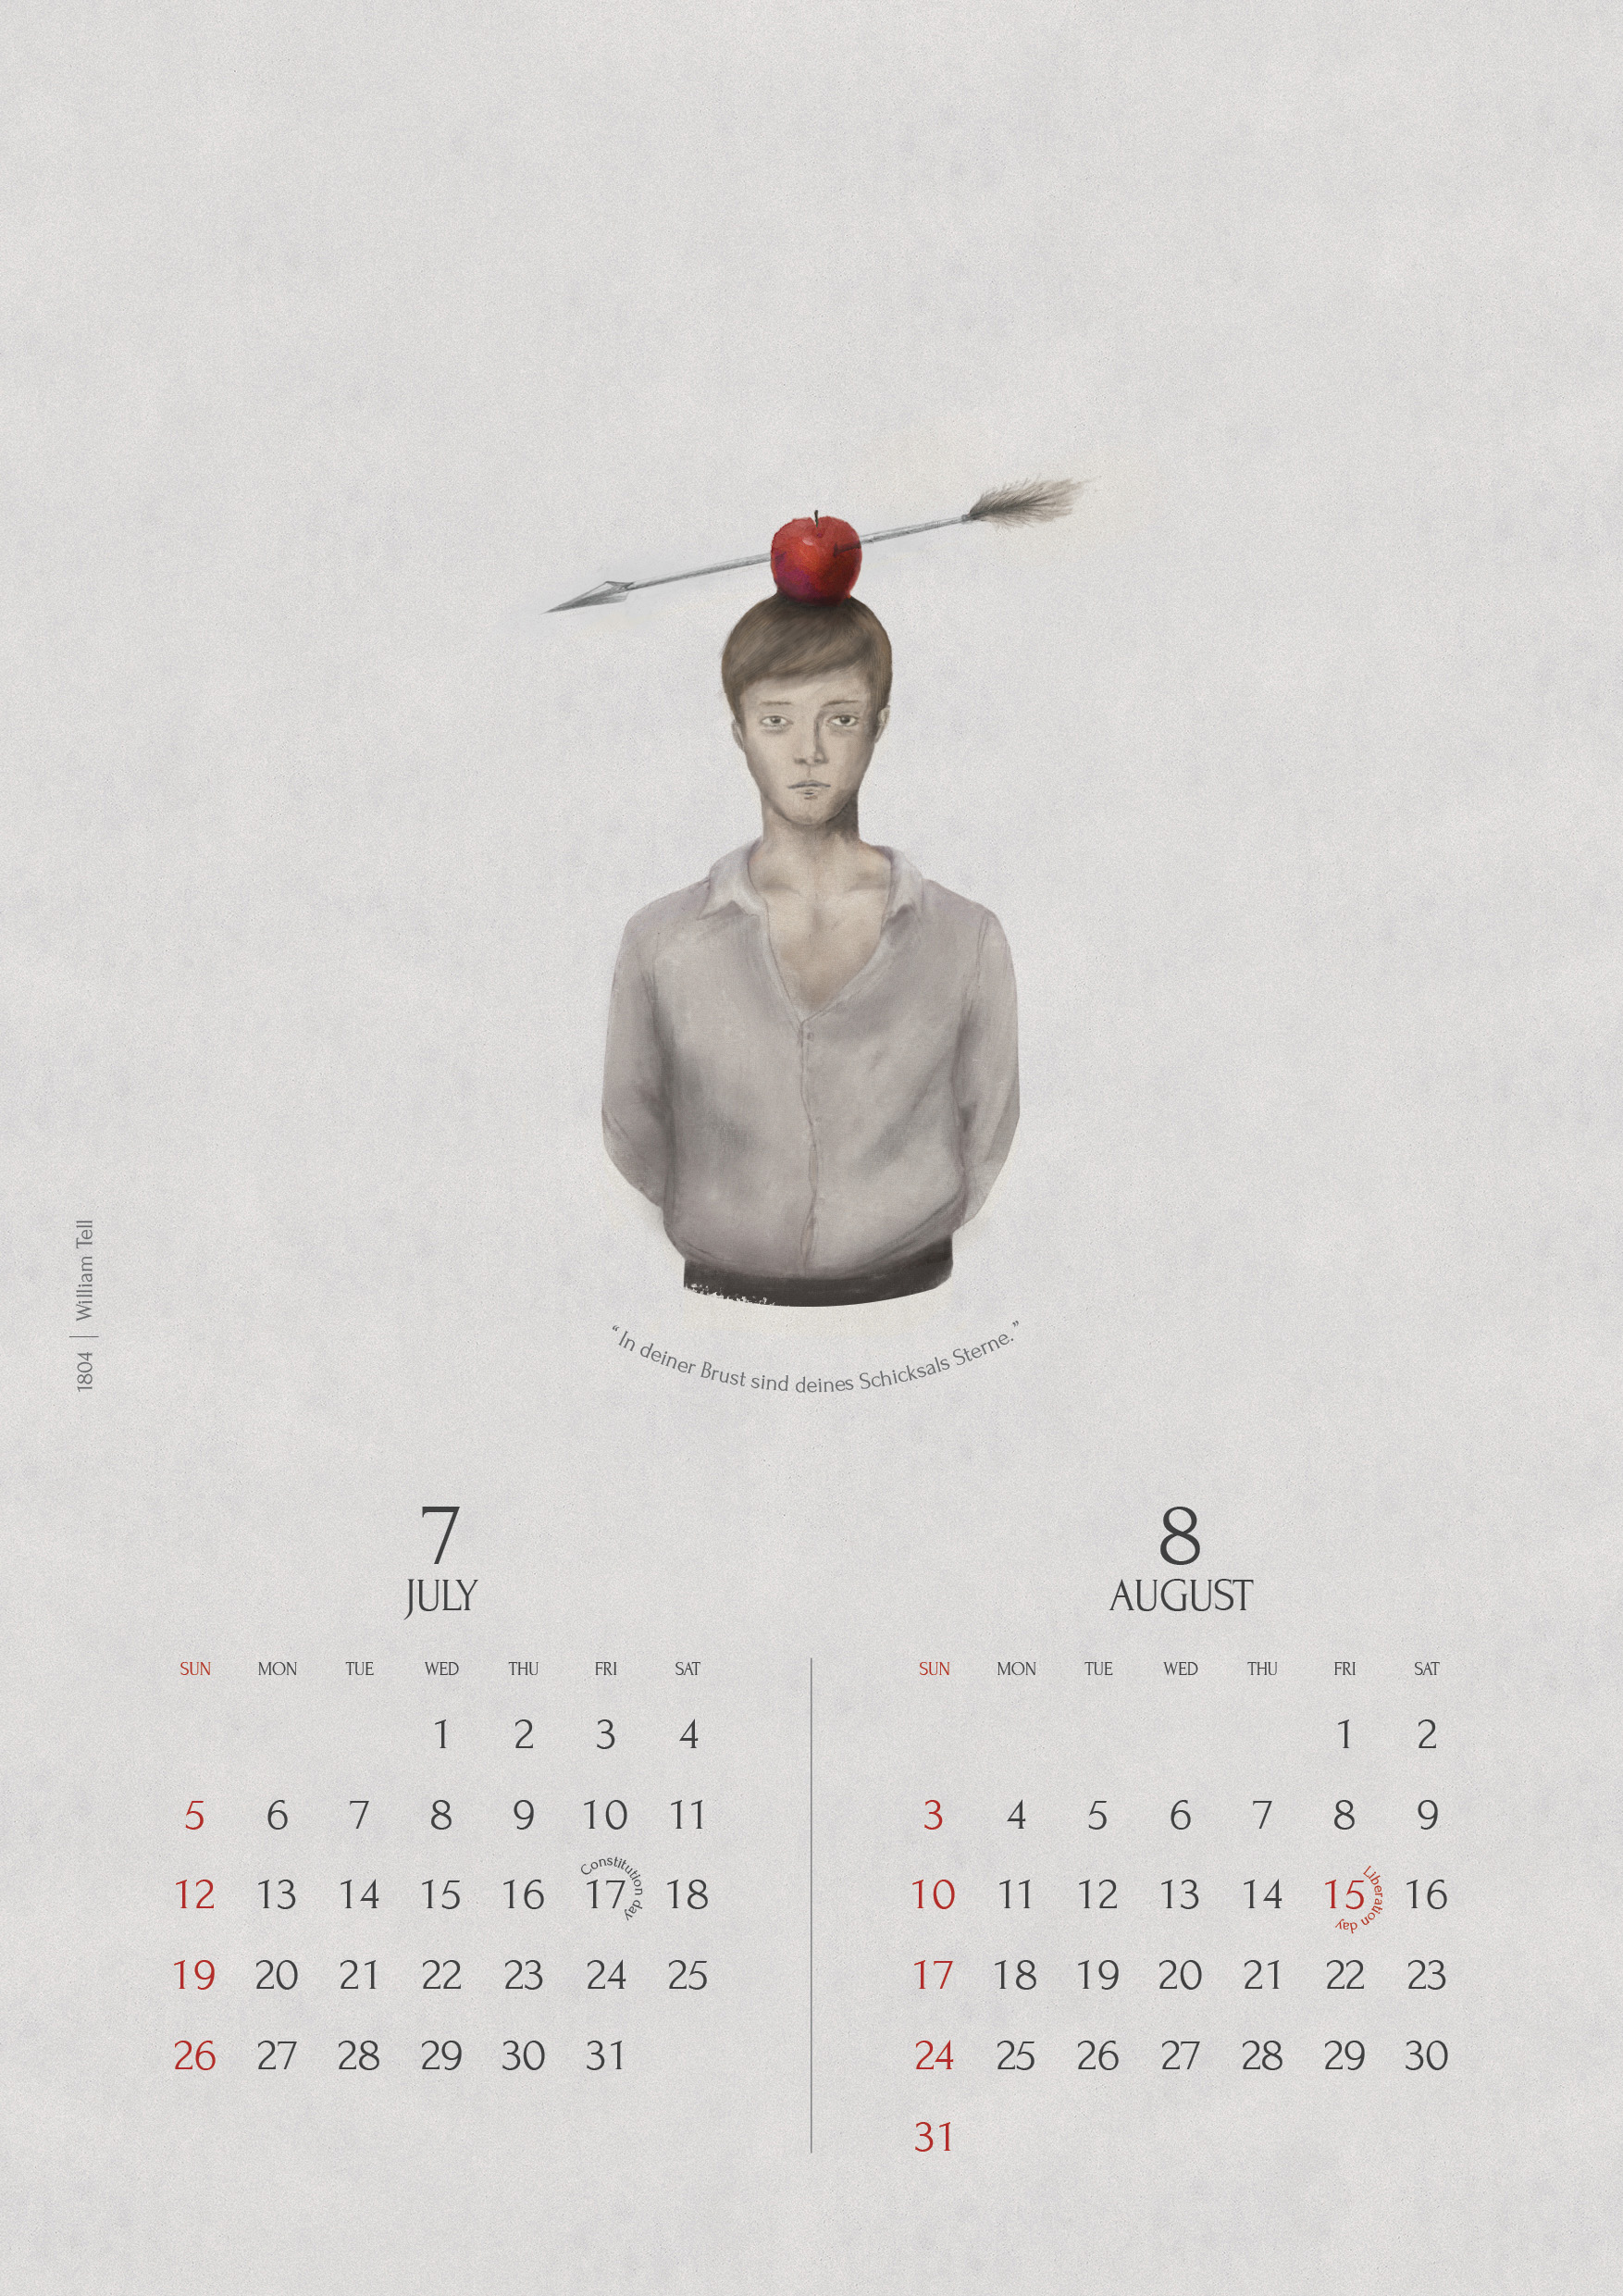 1804 | William Tell
“In deiner Brust sind deines Schicksals Sterne.”
7
JULY
SUN MON TUE WED THU FRI SAT
1 2 3 4
5 6 7 8 9 10 11
12 13 14 15 16 17 Constitution day 18
19 20 21 22 23 24 25
26 27 28 29 30 31
8
AUGUST
SUN MON TUE WED THU FRI SAT
1 2
3 4 5 6 7 8 9
10 11 12 13 14 15 Liberation day 16
17 18 19 20 21 22 23
24 25 26 27 28 29 30
31